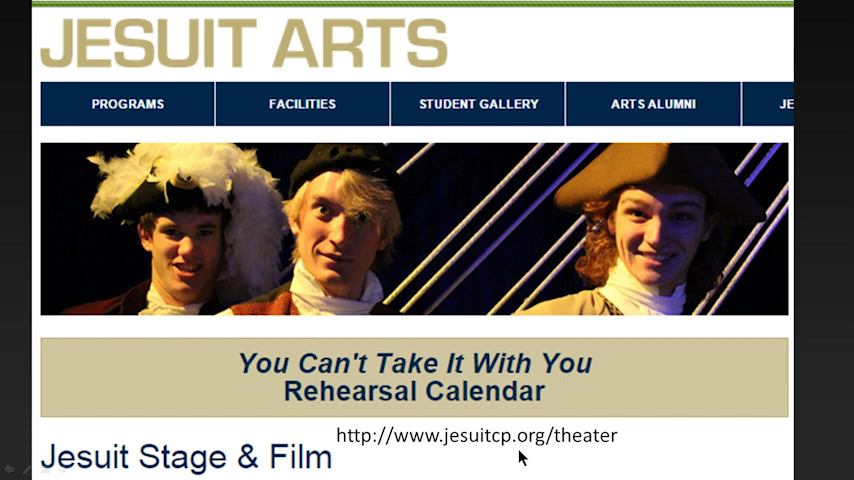 JESUIT ARTS
PROGRAMS
FACILITIES
STUDENT GALLERY
ARTS ALUMNI
JE
You Can't Take It With You
Rehearsal Calendar
http://www.jesuitcp.org/theater
Jesuit Stage & Film